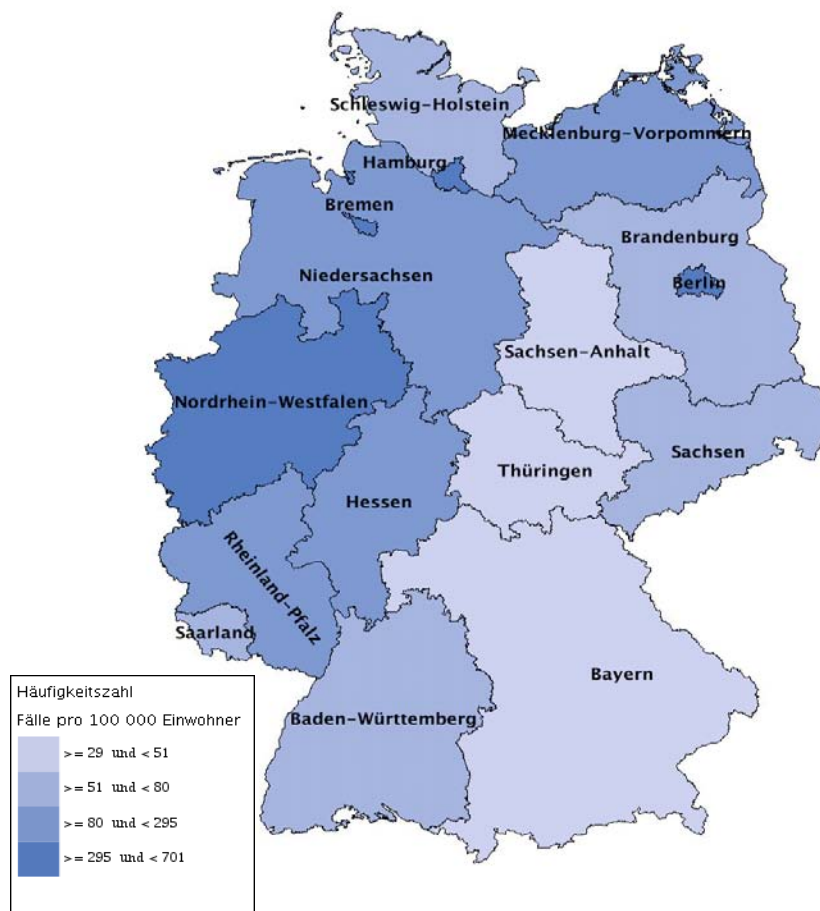 Schleswig-Holstein
Mecklenburg-Vorpommern
Hamburg
Bremen
Brandenburg
Niedersachsen
Berlin
Sachsen-Anhalt
Nordrhein-Westfalen
Sachsen
Thüringen
Hessen
Rheinland-Pfalz
Saarland
Bayern
Baden-Württemberg
Häufigkeitszahl
Fälle pro 100 000 Einwohner
>= 29 und < 51
>= 51 und < 80
>= 80 und < 295
>= 295 und < 701